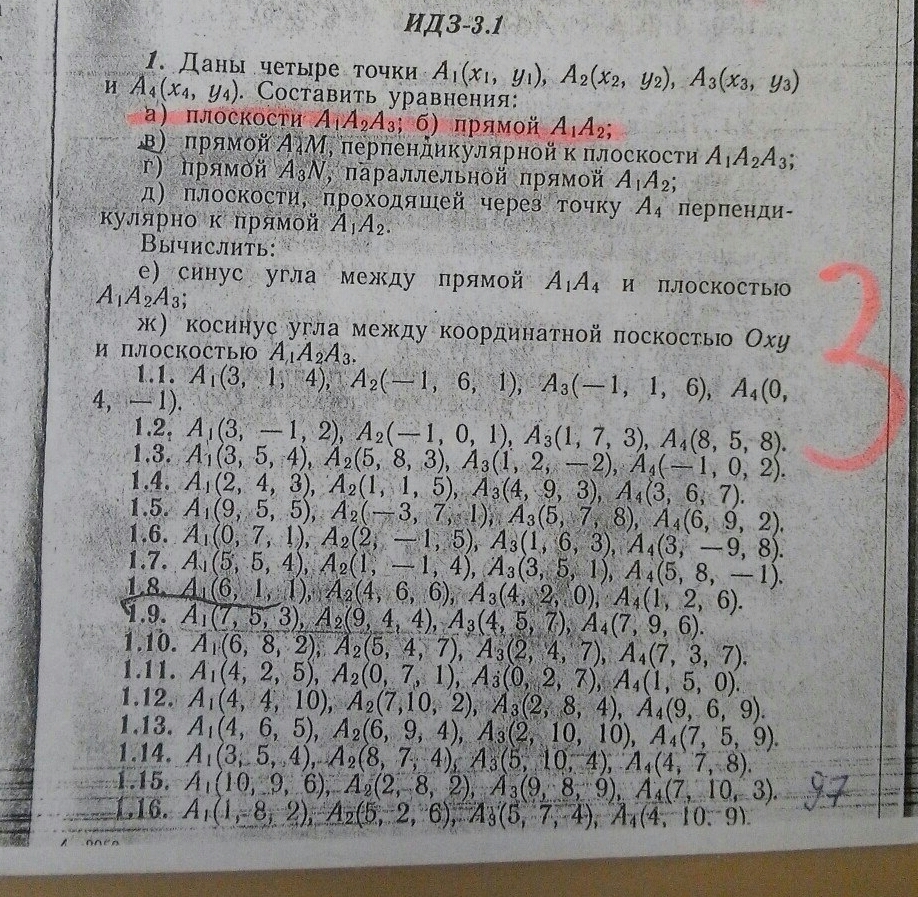 ИДЗ-3.1
1. Даны четыре точки A₁(x₁, y₁), A₂(x₂, y₂), A₃(x₃, y₃)
и A₄(x₄, y₄). Составить уравнения:
а) плоскости A₁A₂A₃; б) прямой A₁A₂;
в) прямой A₄M, перпендикулярной к плоскости A₁A₂A₃;
г) прямой A₃N, параллельной прямой A₁A₂;
д) плоскости, проходящей через точку A₄ перпенди-
кулярно к прямой A₁A₂.
Вычислить:
е) синус угла между прямой A₁A₄ и плоскостью
A₁A₂A₃;
ж) косинус угла между координатной поскостью Oxy
и плоскостью A₁A₂A₃.
3
1.1. A₁(3, 1, 4), A₂(−1, 6, 1), A₃(−1, 1, 6), A₄(0,
4, −1).
1.2. A₁(3, −1, 2), A₂(−1, 0, 1), A₃(1, 7, 3), A₄(8, 5, 8).
1.3. A₁(3, 5, 4), A₂(5, 8, 3), A₃(1, 2, −2), A₄(−1, 0, 2).
1.4. A₁(2, 4, 3), A₂(1, 1, 5), A₃(4, 9, 3), A₄(3, 6, 7).
1.5. A₁(9, 5, 5), A₂(−3, 7, 1), A₃(5, 7, 8), A₄(6, 9, 2).
1.6. A₁(0, 7, 1), A₂(2, −1, 5), A₃(1, 6, 3), A₄(3, −9, 8).
1.7. A₁(5, 5, 4), A₂(1, −1, 4), A₃(3, 5, 1), A₄(5, 8, −1).
1.8. A₁(6, 1, 1), A₂(4, 6, 6), A₃(4, 2, 0), A₄(1, 2, 6).
1.9. A₁(7, 5, 3), A₂(9, 4, 4), A₃(4, 5, 7), A₄(7, 9, 6).
1.10. A₁(6, 8, 2), A₂(5, 4, 7), A₃(2, 4, 7), A₄(7, 3, 7).
1.11. A₁(4, 2, 5), A₂(0, 7, 1), A₃(0, 2, 7), A₄(1, 5, 0).
1.12. A₁(4, 4, 10), A₂(7,10, 2), A₃(2, 8, 4), A₄(9, 6, 9).
1.13. A₁(4, 6, 5), A₂(6, 9, 4), A₃(2, 10, 10), A₄(7, 5, 9).
1.14. A₁(3, 5, 4), A₂(8, 7, 4), A₃(5, 10, 4), A₄(4, 7, 8).
1.15. A₁(10, 9, 6), A₂(2, 8, 2), A₃(9, 8, 9), A₄(7, 10, 3). 97
1.16. A₁(1, 8, 2), A₂(5, 2, 6), A₃(5, 7, 4), A₄(4, 10, 9).